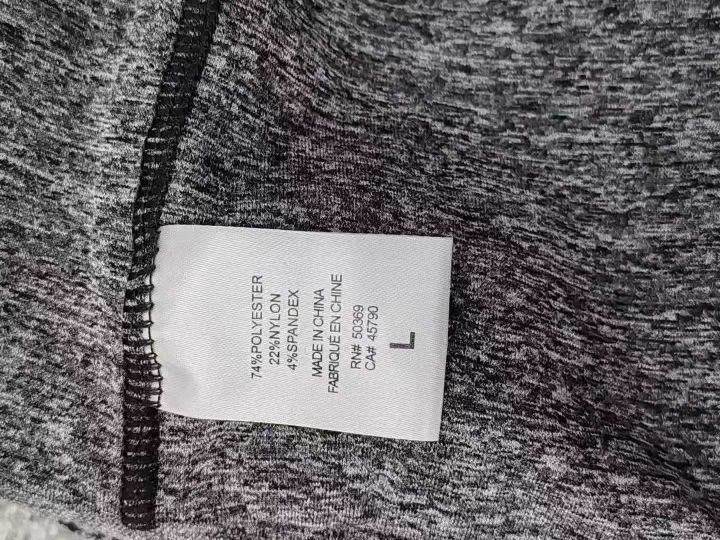 74%POLYESTER
22%NYLON
4%SPANDEX
MADE IN CHINA
FABRIQUÉ EN CHINE
RN# 50369
CA# 45790
L